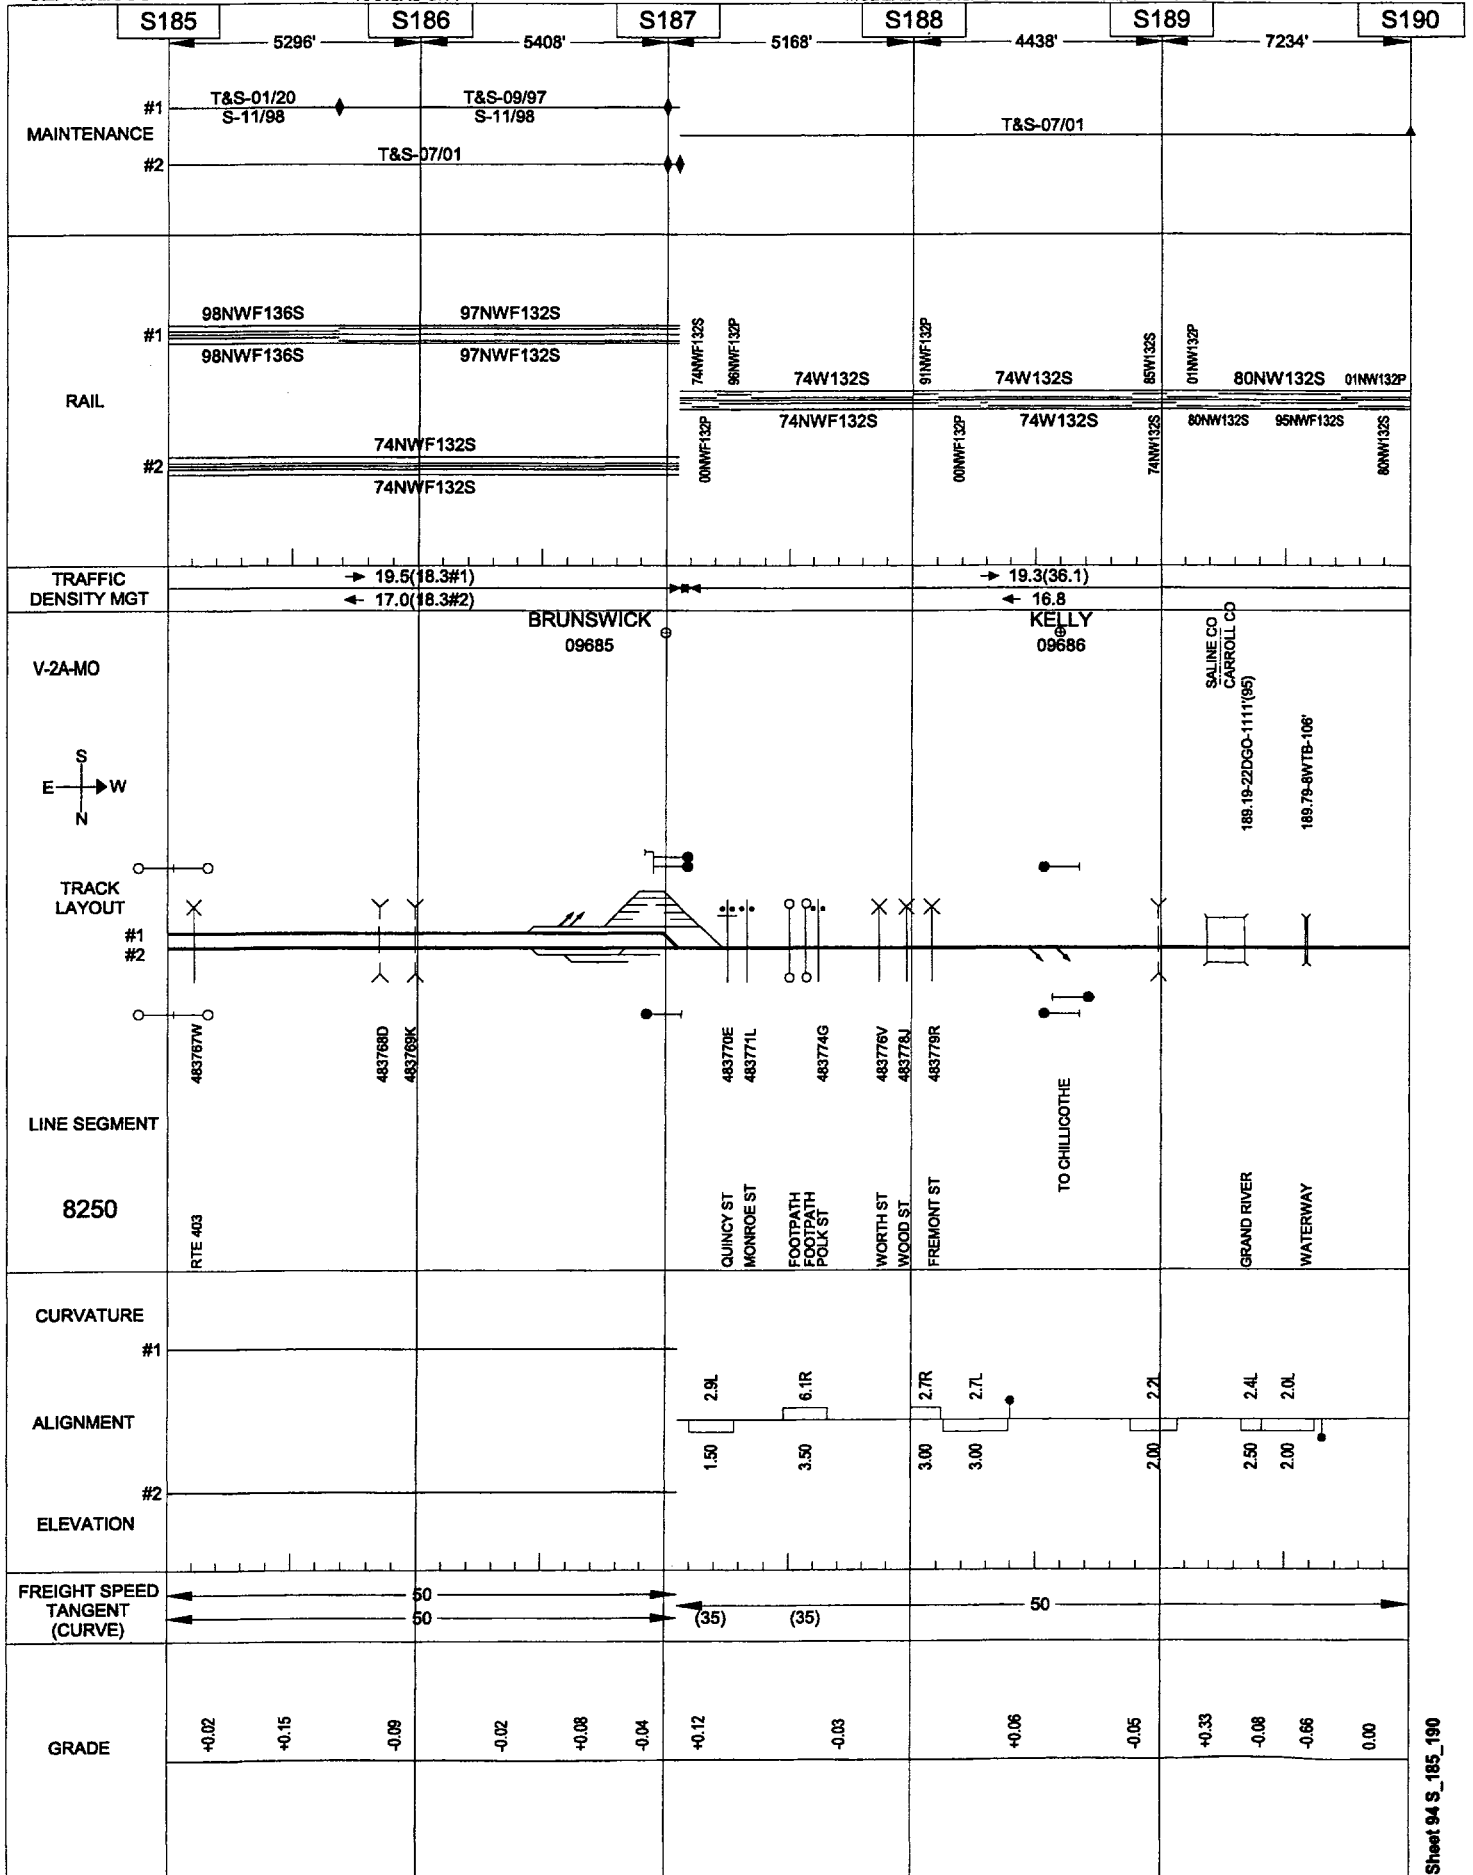 S185 S186 S187 S188 S189 S190
5296' 5408' 5168' 4438' 7234'
MAINTENANCE
#1 T&S-01/20 T&S-09/97
S-11/98 S-11/98
T&S-07/01
#2 T&S-07/01
RAIL
#1 98NWF136S 97NWF132S
98NWF136S 97NWF132S
74NWF132S 96NWF132P 74W132S 91NWF132P 74W132S 85W132S 01NW132P 80NW132S 01NW132P
00NWF132P 74NWF132S 00NWF132P 74W132S 74NW132S 80NW132S 95NWF132S 80NW132S
#2 74NWF132S
74NWF132S
TRAFFIC
DENSITY MGT
19.5(18.3#1) 19.3(36.1)
17.0(18.3#2) 16.8
BRUNSWICK
09685
KELLY
09686
V-2A-MO
SALINE CO
CARROLL CO
189.19-22DGO-1111'(95)
189.79-8WTB-106'
S
E W
N
TRACK
LAYOUT
#1
#2
483767W
483768D
483769K
483770E
483771L
483774G
483776V
483778J
483779R
LINE SEGMENT
8250
RTE 403
QUINCY ST
MONROE ST
FOOTPATH
FOOTPATH
POLK ST
WORTH ST
WOOD ST
FREMONT ST
TO CHILLICOTHE
GRAND RIVER
WATERWAY
CURVATURE
#1
ALIGNMENT
2.9L 6.1R 2.7R 2.7L 2.2L 2.4L 2.0L
1.50 3.50 3.00 3.00 2.00 2.50 2.00
#2
ELEVATION
FREIGHT SPEED
TANGENT
(CURVE)
50
50
(35) (35) 50
GRADE
+0.02 +0.15 -0.09 -0.02 +0.08 -0.04 +0.12 -0.03 +0.06 -0.05 +0.33 -0.08 -0.66 0.00
Sheet 94 S_185_190